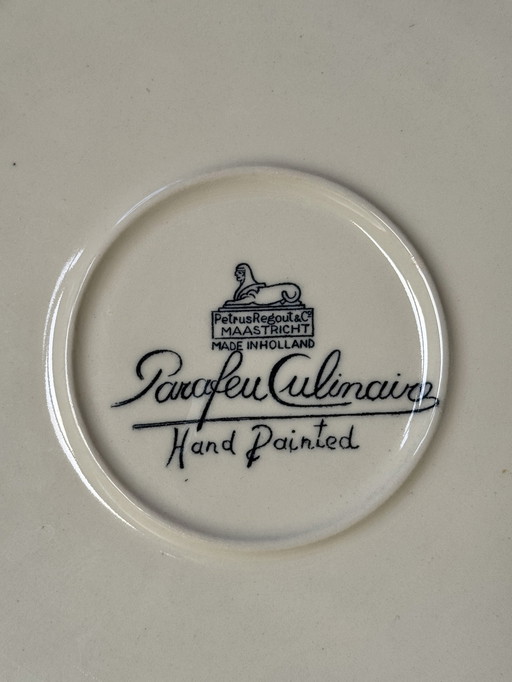 Petrus Regout & Co
MAASTRICHT
MADE IN HOLLAND
Parafeu Culinaire
Hand Painted